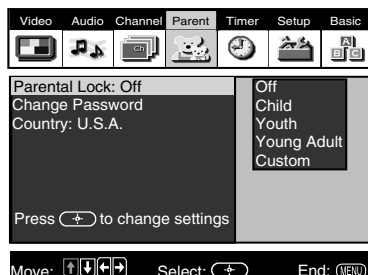 Video Audio Channel Parent Timer Setup Basic
Ch
A
B C
Parental Lock: Off
Change Password
Country: U.S.A.
Off
Child
Youth
Young Adult
Custom
Press to change settings
Move: Select: End: MENU